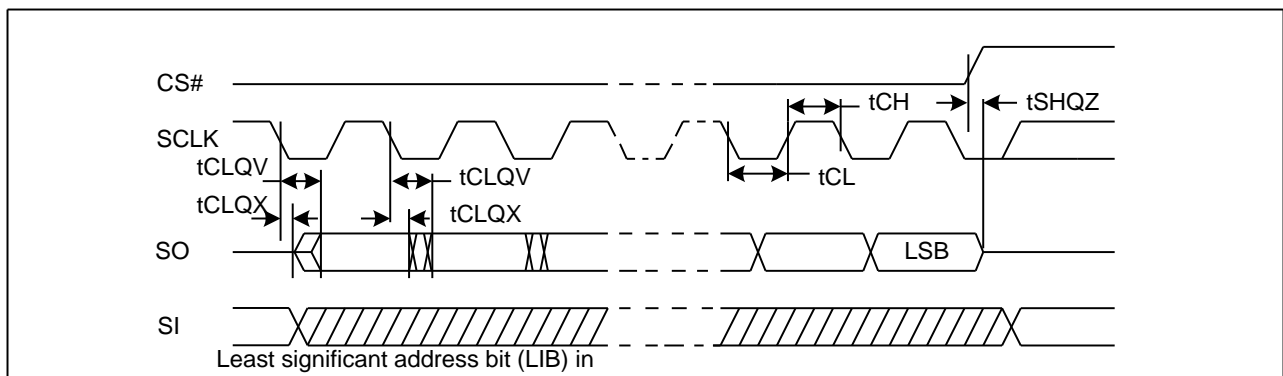 CS#
tCH
tSHQZ
SCLK
tCLQV
tCLQV
tCL
tCLQX
tCLQX
SO
LSB
SI
Least significant address bit (LIB) in